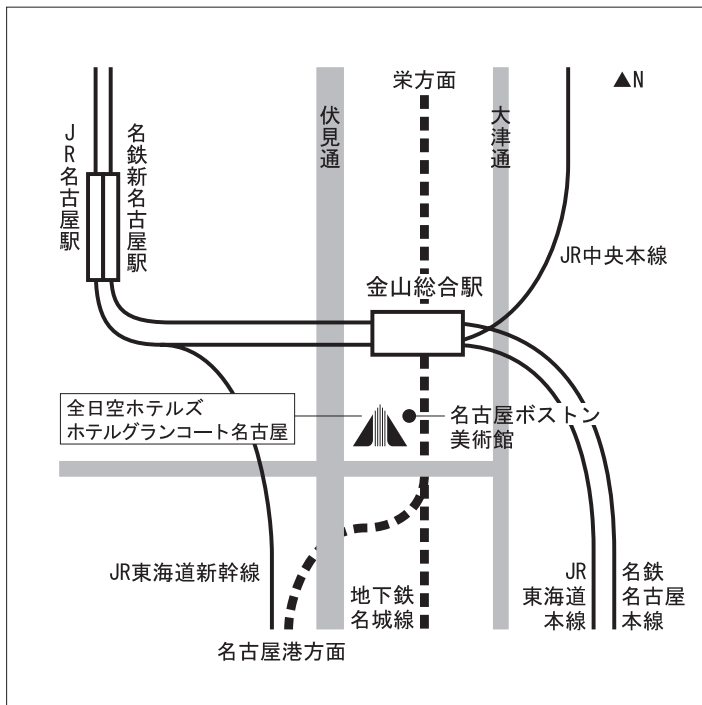 栄方面
▲N
伏見通
大津通
JR名古屋駅
名鉄新名古屋駅
JR中央本線
金山総合駅
全日空ホテルズ
ホテルグランコート名古屋
名古屋ボストン
美術館
JR東海道新幹線
地下鉄
名城線
JR
東海道
本線
名鉄
名古屋
本線
名古屋港方面